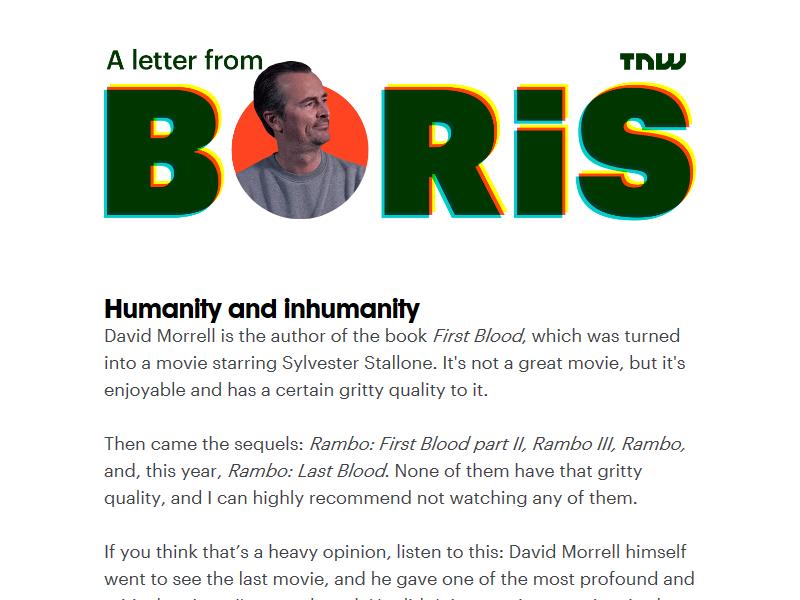 A letter from
TNW
BORiS
Humanity and inhumanity
David Morrell is the author of the book First Blood, which was turned
into a movie starring Sylvester Stallone. It's not a great movie, but it's
enjoyable and has a certain gritty quality to it.
Then came the sequels: Rambo: First Blood part II, Rambo III, Rambo,
and, this year, Rambo: Last Blood. None of them have that gritty
quality, and I can highly recommend not watching any of them.
If you think that’s a heavy opinion, listen to this: David Morrell himself
went to see the last movie, and he gave one of the most profound and